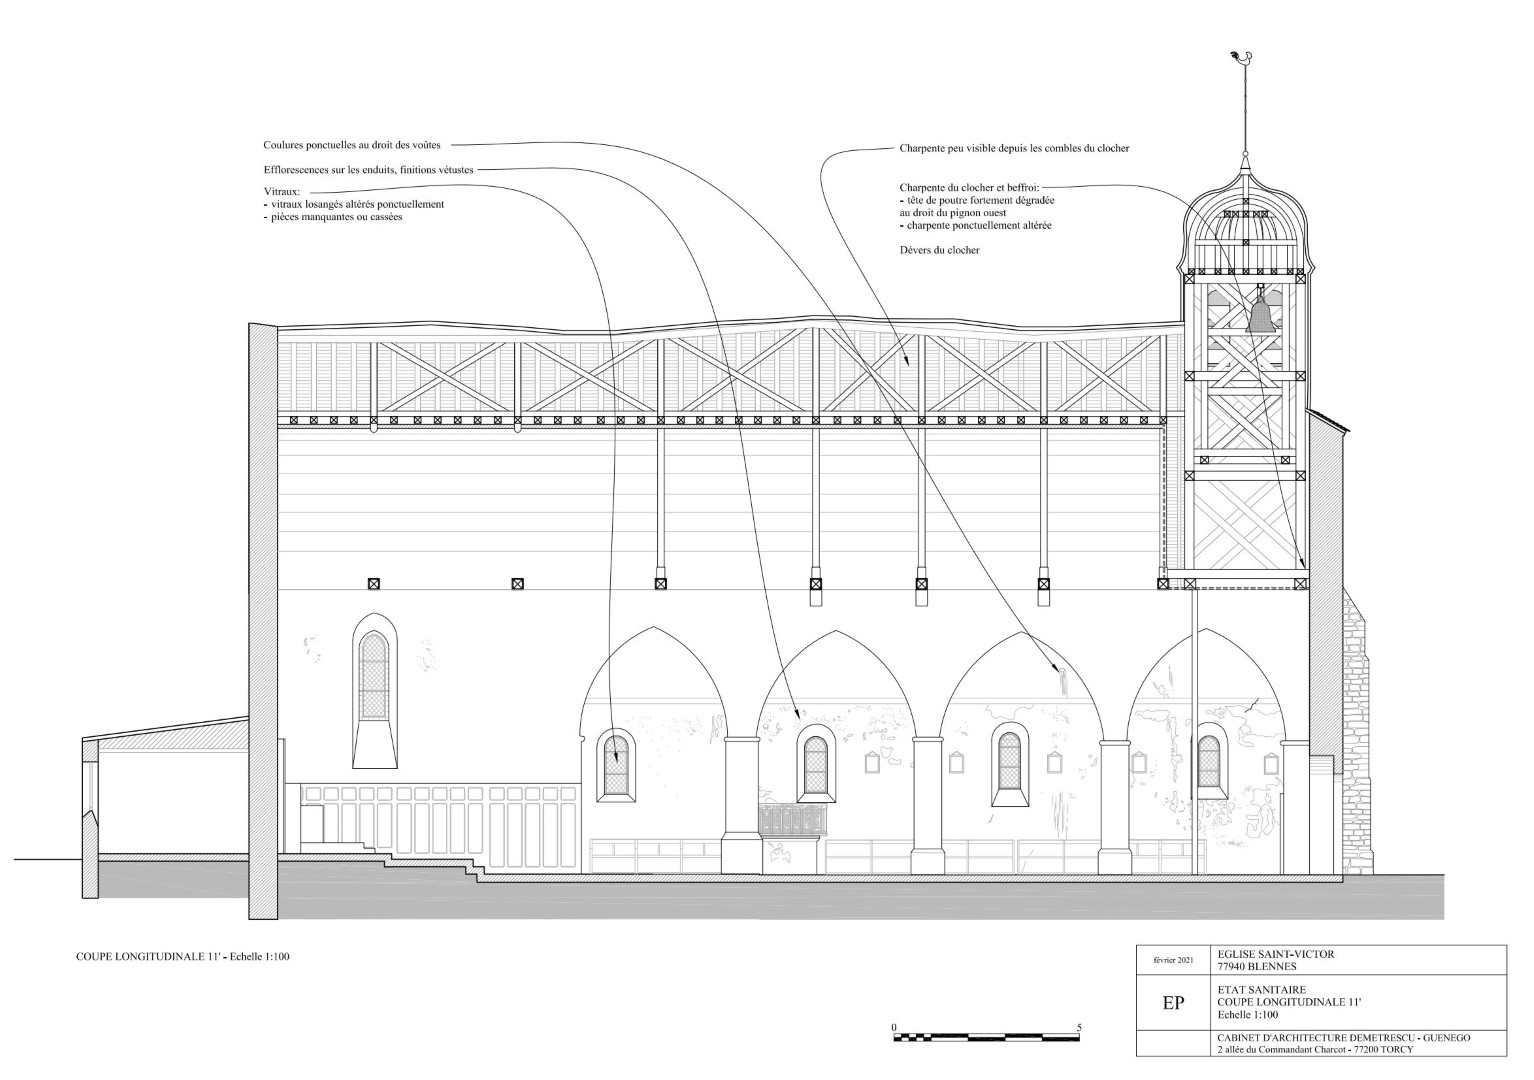 Coulures ponctuelles au droit des voûtes
Efflorescences sur les enduits, finitions vétustes
Vitraux:
- vitraux losangés altérés ponctuellement
- pièces manquantes ou cassées
Charpente peu visible depuis les combles du clocher
Charpente du clocher et beffroi:
- tête de poutre fortement dégradée
au droit du pignon ouest
- charpente ponctuellement altérée
Dévers du clocher
COUPE LONGITUDINALE 11' - Echelle 1:100
0 5
février 2021
EGLISE SAINT-VICTOR
77940 BLENNES
EP
ETAT SANITAIRE
COUPE LONGITUDINALE 11'
Echelle 1:100
CABINET D'ARCHITECTURE DEMETRESCU - GUENEGO
2 allée du Commandant Charcot - 77200 TORCY